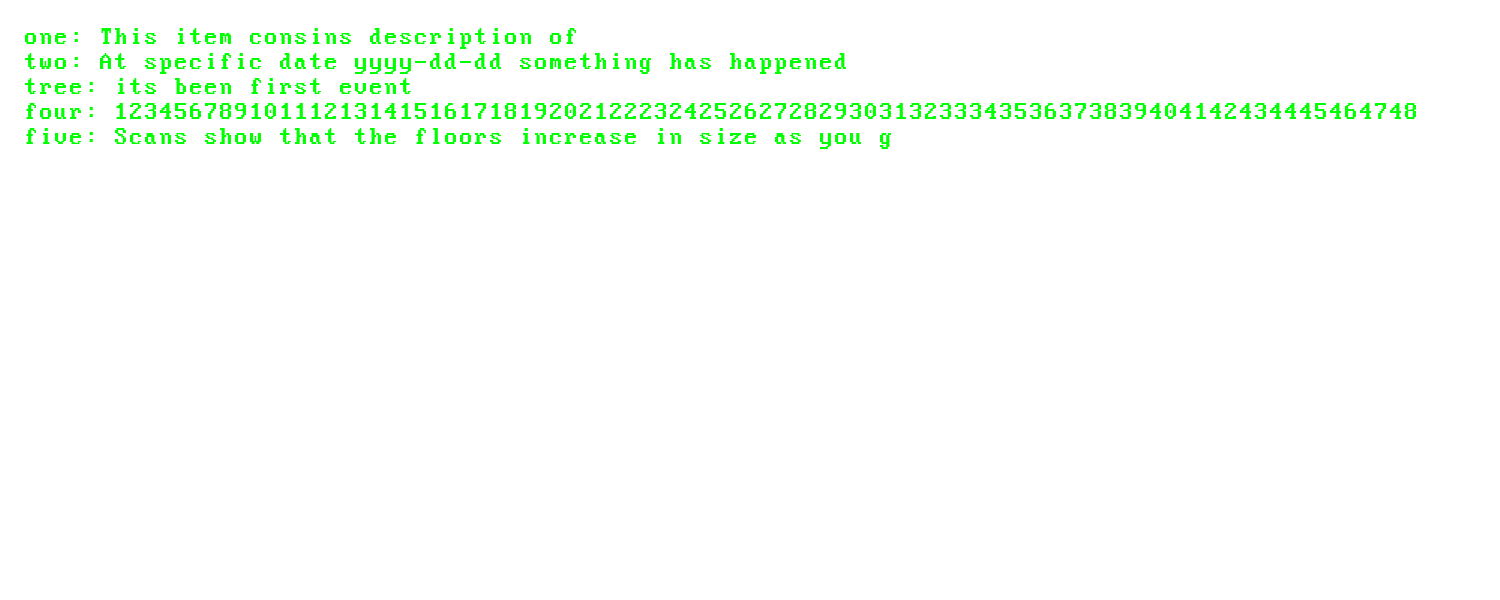 one: This item consins description of
two: At specific date yyyy-dd-dd something has happened
tree: its been first event
four: 123456789101112131415161718192021222324252627282930313233343536373839404142434445464748
five: Scans show that the floors increase in size as you g